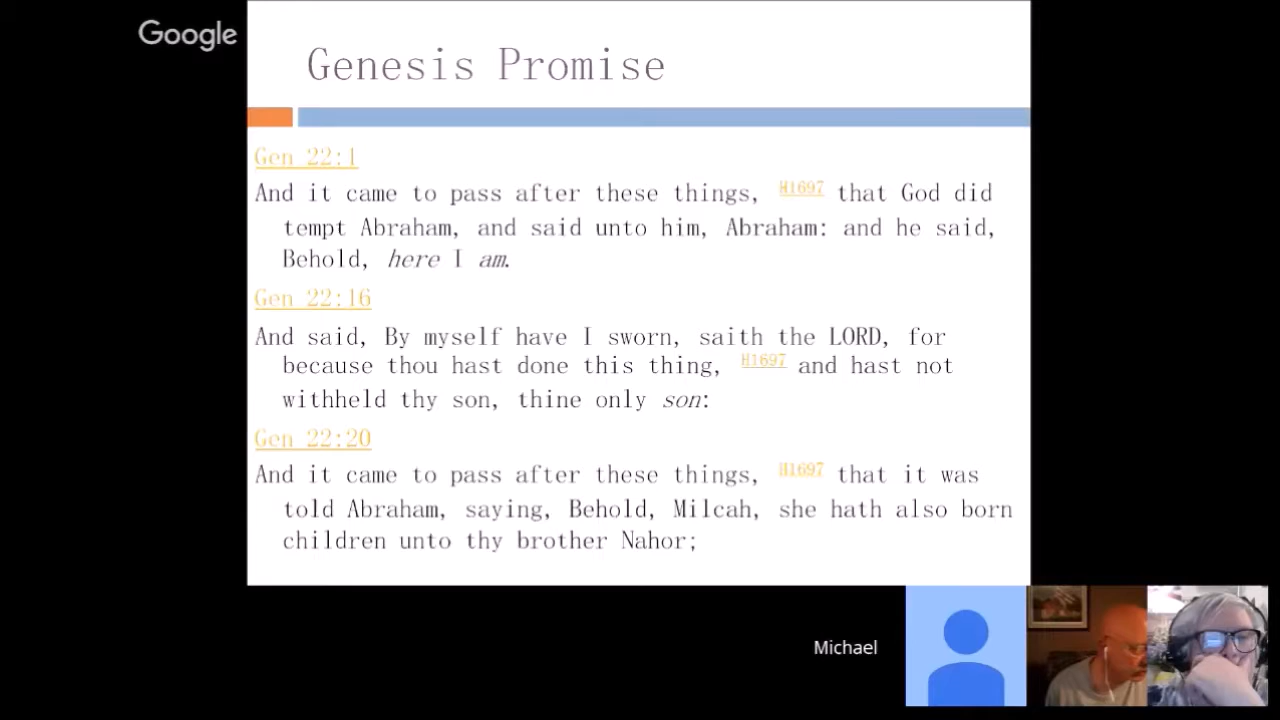 Google
Genesis Promise
Gen 22:1
And it came to pass after these things, H1697 that God did
tempt Abraham, and said unto him, Abraham: and he said,
Behold, here I am.
Gen 22:16
And said, By myself have I sworn, saith the LORD, for
because thou hast done this thing, H1697 and hast not
withheld thy son, thine only son:
Gen 22:20
And it came to pass after these things, H1697 that it was
told Abraham, saying, Behold, Milcah, she hath also born
children unto thy brother Nahor;
Michael